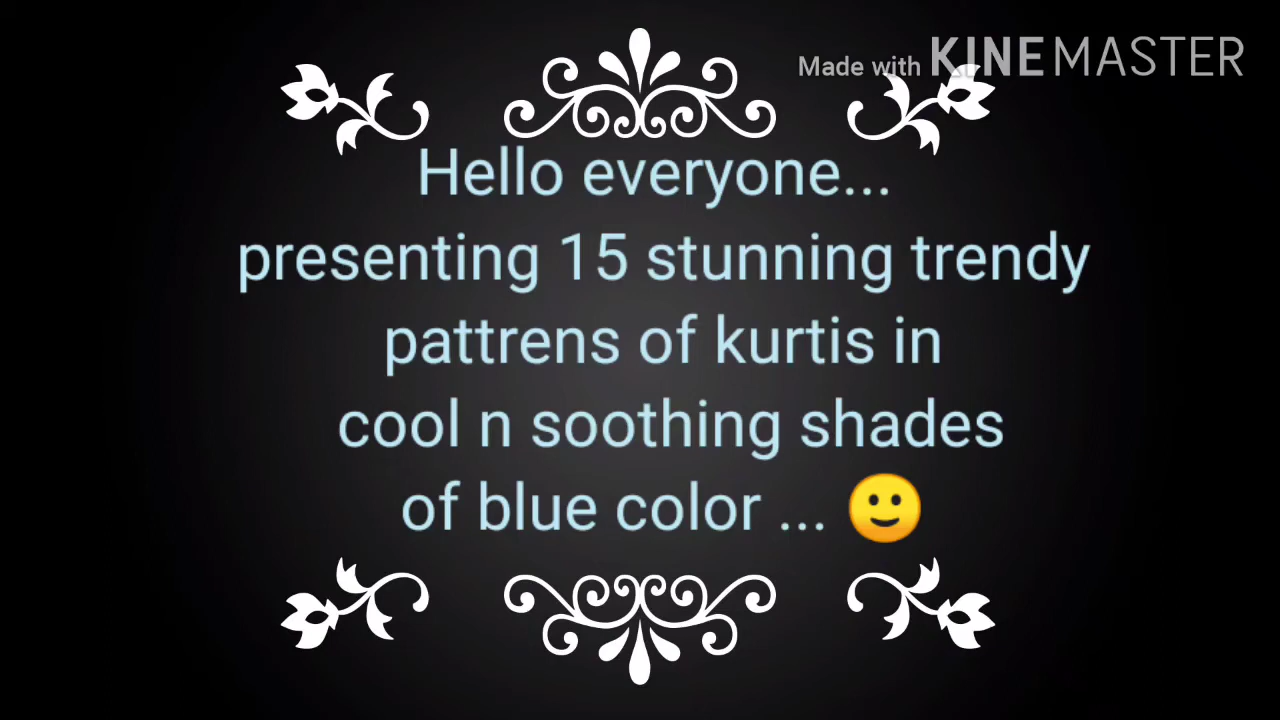 Made with KINEMASTER
Hello everyone...
presenting 15 stunning trendy
pattrens of kurtis in
cool n soothing shades
of blue color ... 🙂